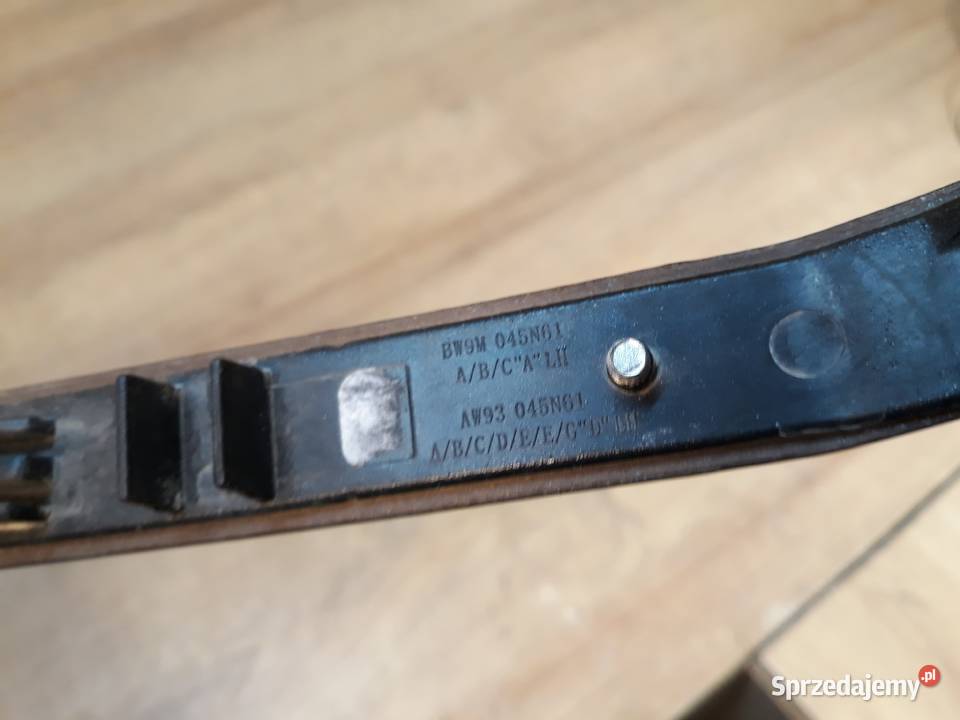 BW9M 045N61
A/B/C"A"LH
AW93 045N61
A/B/C/D/E/E/G"D" LH
Sprzedajemy.pl